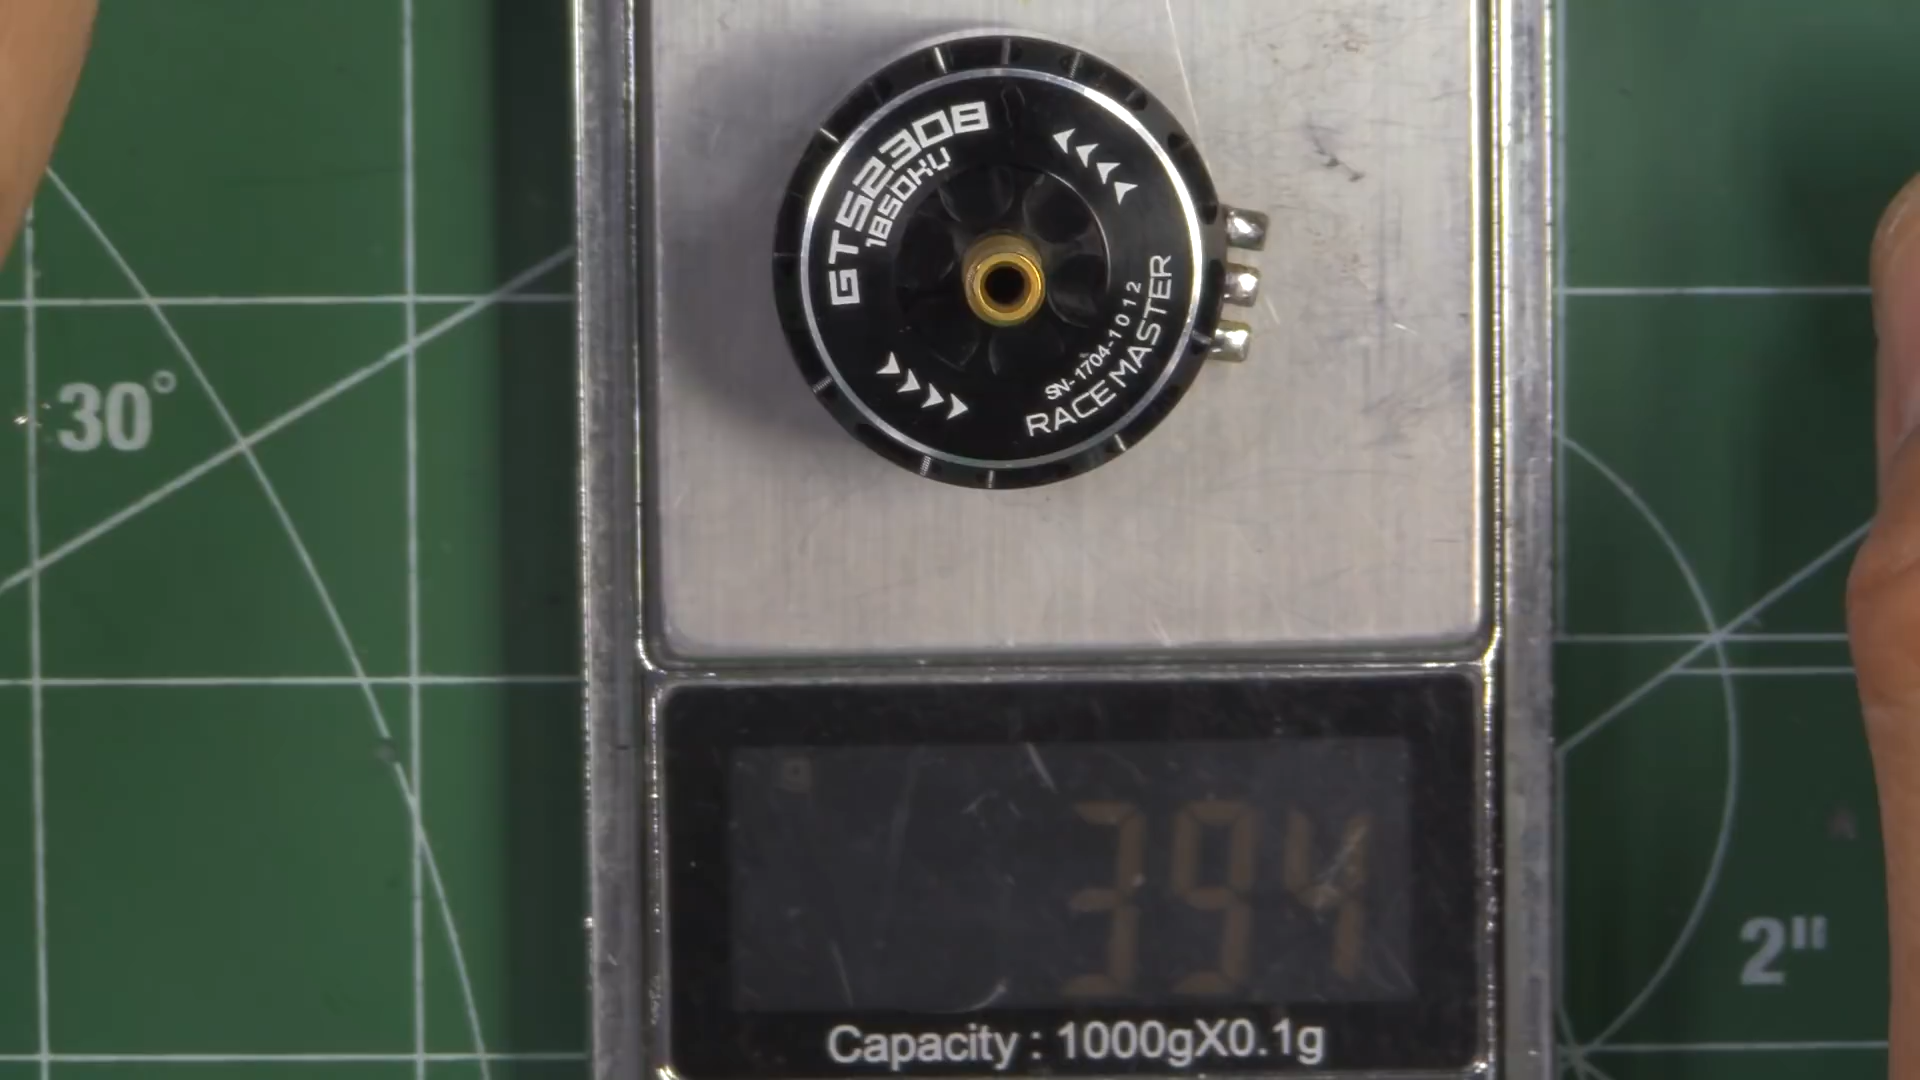 GTS2308
1850KV
SN-1704-1012
RACE MASTER
30°
394
2"
Capacity : 1000gX0.1g